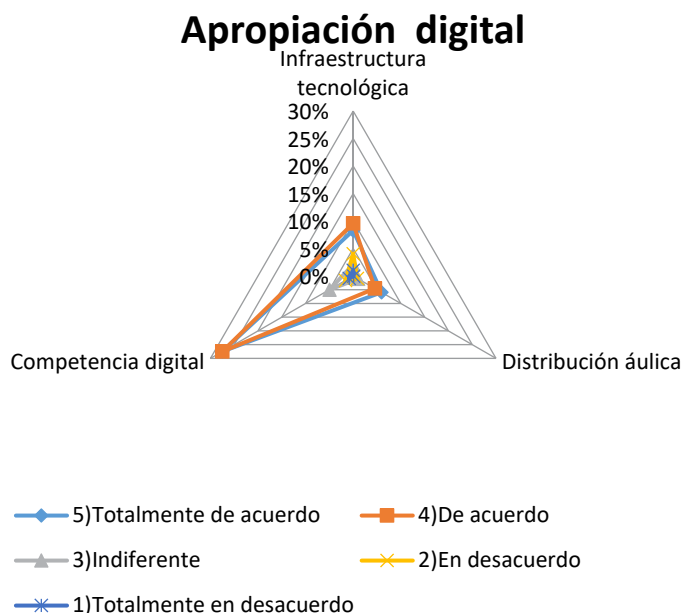 Apropiación digital
Infraestructura
tecnológica
30%
25%
20%
15%
10%
5%
0%
Competencia digital
Distribución áulica
5)Totalmente de acuerdo
4)De acuerdo
3)Indiferente
2)En desacuerdo
1)Totalmente en desacuerdo